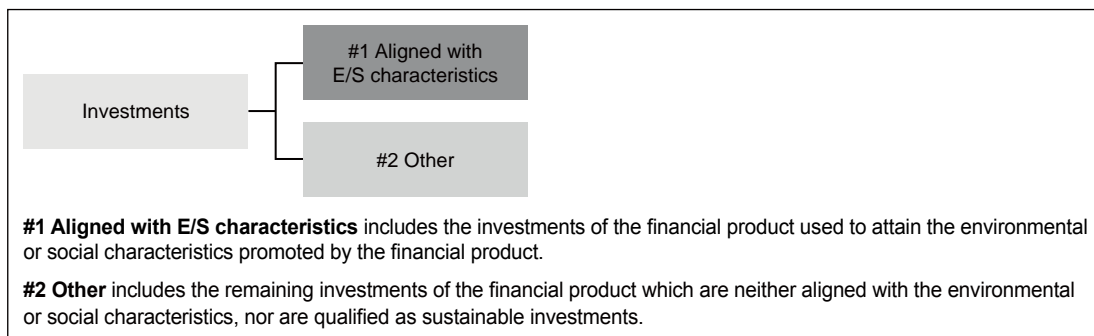 #1 Aligned with
E/S characteristics
Investments
#2 Other
#1 Aligned with E/S characteristics includes the investments of the financial product used to attain the environmental
or social characteristics promoted by the financial product.
#2 Other includes the remaining investments of the financial product which are neither aligned with the environmental
or social characteristics, nor are qualified as sustainable investments.